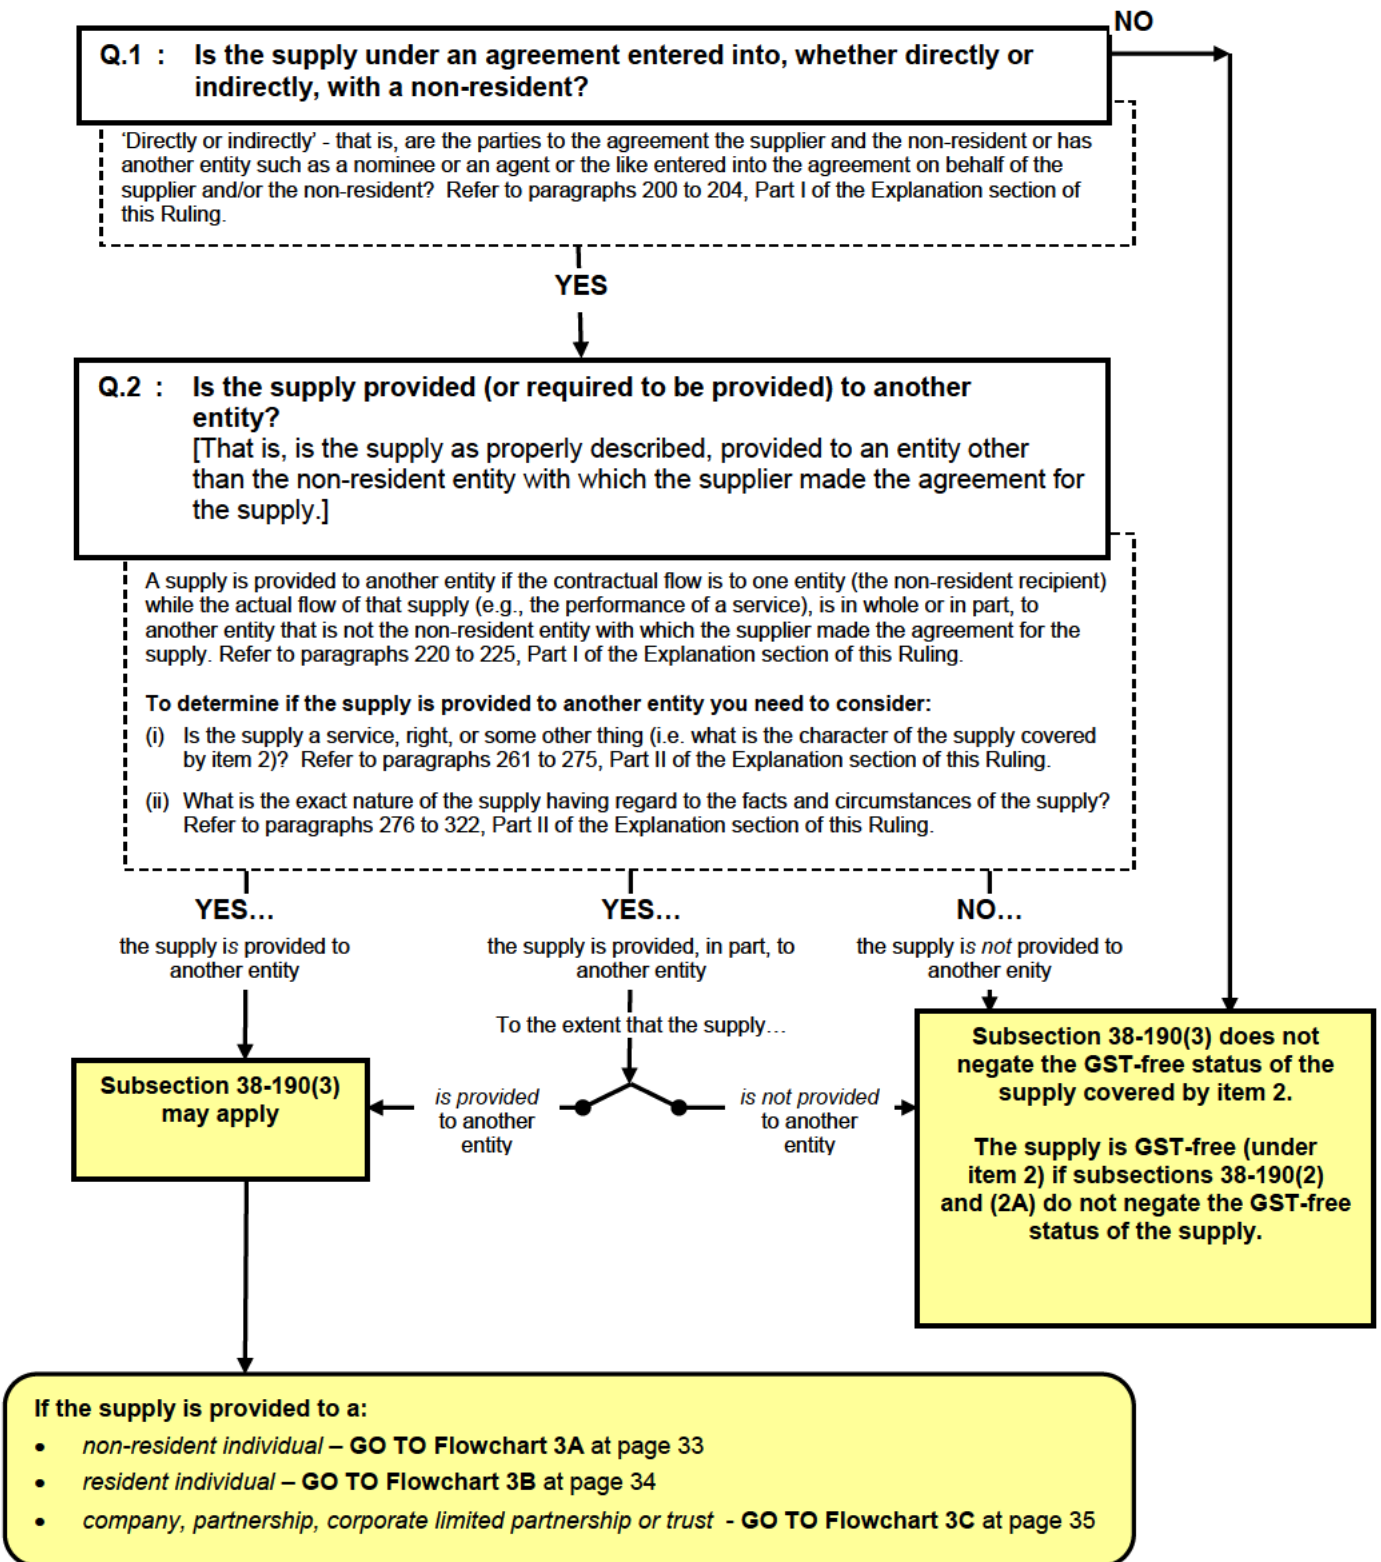 NO
Q.1 : Is the supply under an agreement entered into, whether directly or
indirectly, with a non-resident?
‘Directly or indirectly’ - that is, are the parties to the agreement the supplier and the non-resident or has
another entity such as a nominee or an agent or the like entered into the agreement on behalf of the
supplier and/or the non-resident? Refer to paragraphs 200 to 204, Part I of the Explanation section of
this Ruling.
YES
Q.2 : Is the supply provided (or required to be provided) to another
entity?
[That is, is the supply as properly described, provided to an entity other
than the non-resident entity with which the supplier made the agreement for
the supply.]
A supply is provided to another entity if the contractual flow is to one entity (the non-resident recipient)
while the actual flow of that supply (e.g., the performance of a service), is in whole or in part, to
another entity that is not the non-resident entity with which the supplier made the agreement for the
supply. Refer to paragraphs 220 to 225, Part I of the Explanation section of this Ruling.
To determine if the supply is provided to another entity you need to consider:
(i) Is the supply a service, right, or some other thing (i.e. what is the character of the supply covered
by item 2)? Refer to paragraphs 261 to 275, Part II of the Explanation section of this Ruling.
(ii) What is the exact nature of the supply having regard to the facts and circumstances of the supply?
Refer to paragraphs 276 to 322, Part II of the Explanation section of this Ruling.
YES…
the supply is provided to
another entity
YES…
the supply is provided, in part, to
another entity
NO…
the supply is not provided to
another enity
To the extent that the supply…
Subsection 38-190(3)
may apply
is provided
to another
entity
is not provided
to another
entity
Subsection 38-190(3) does not
negate the GST-free status of the
supply covered by item 2.
The supply is GST-free (under
item 2) if subsections 38-190(2)
and (2A) do not negate the GST-free
status of the supply.
If the supply is provided to a:
• non-resident individual – GO TO Flowchart 3A at page 33
• resident individual – GO TO Flowchart 3B at page 34
• company, partnership, corporate limited partnership or trust - GO TO Flowchart 3C at page 35